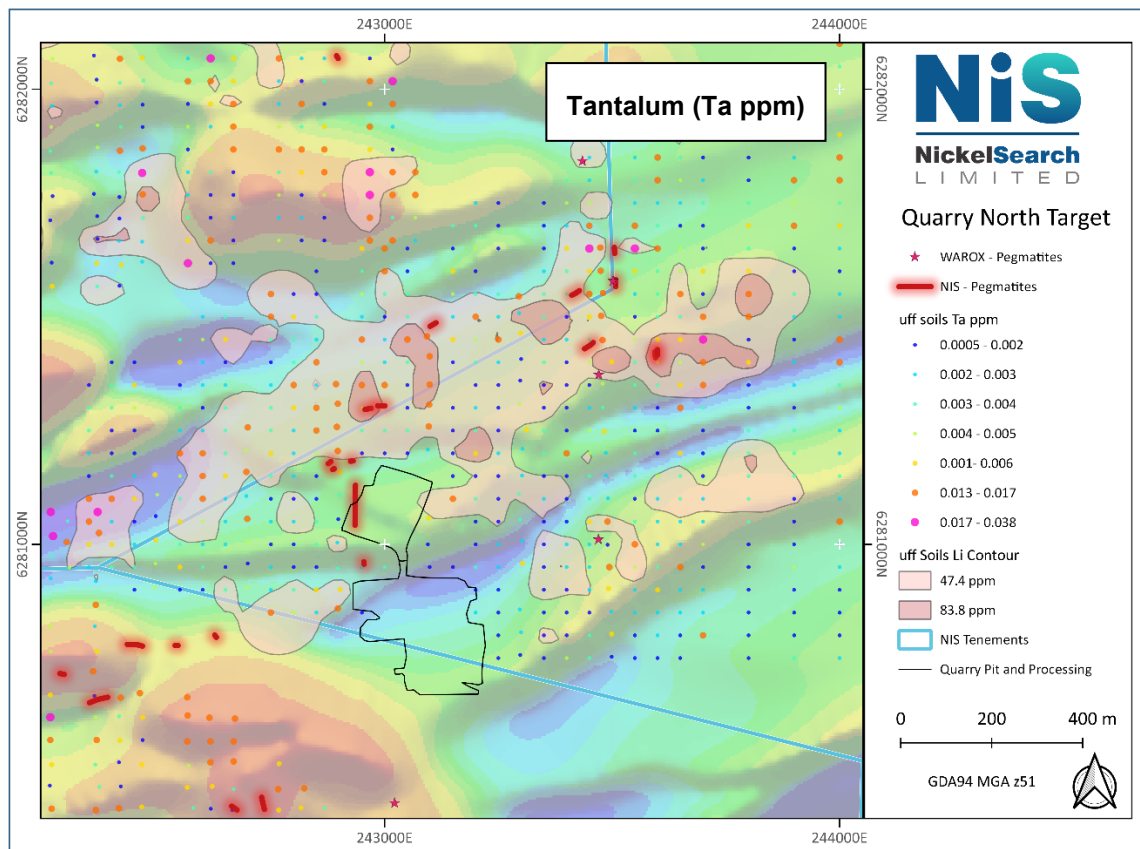 243000E
244000E
6282000N
6281000N
Tantalum (Ta ppm)
6282000N
6281000N
243000E
244000E
NiS
NickelSearch
LIMITED
Quarry North Target
WAROX - Pegmatites
NIS - Pegmatites
uff soils Ta ppm
0.0005 - 0.002
0.002 - 0.003
0.003 - 0.004
0.004 - 0.005
0.001 - 0.006
0.013 - 0.017
0.017 - 0.038
uff Soils Li Contour
47.4 ppm
83.8 ppm
NIS Tenements
Quarry Pit and Processing
0 200 400 m
GDA94 MGA z51